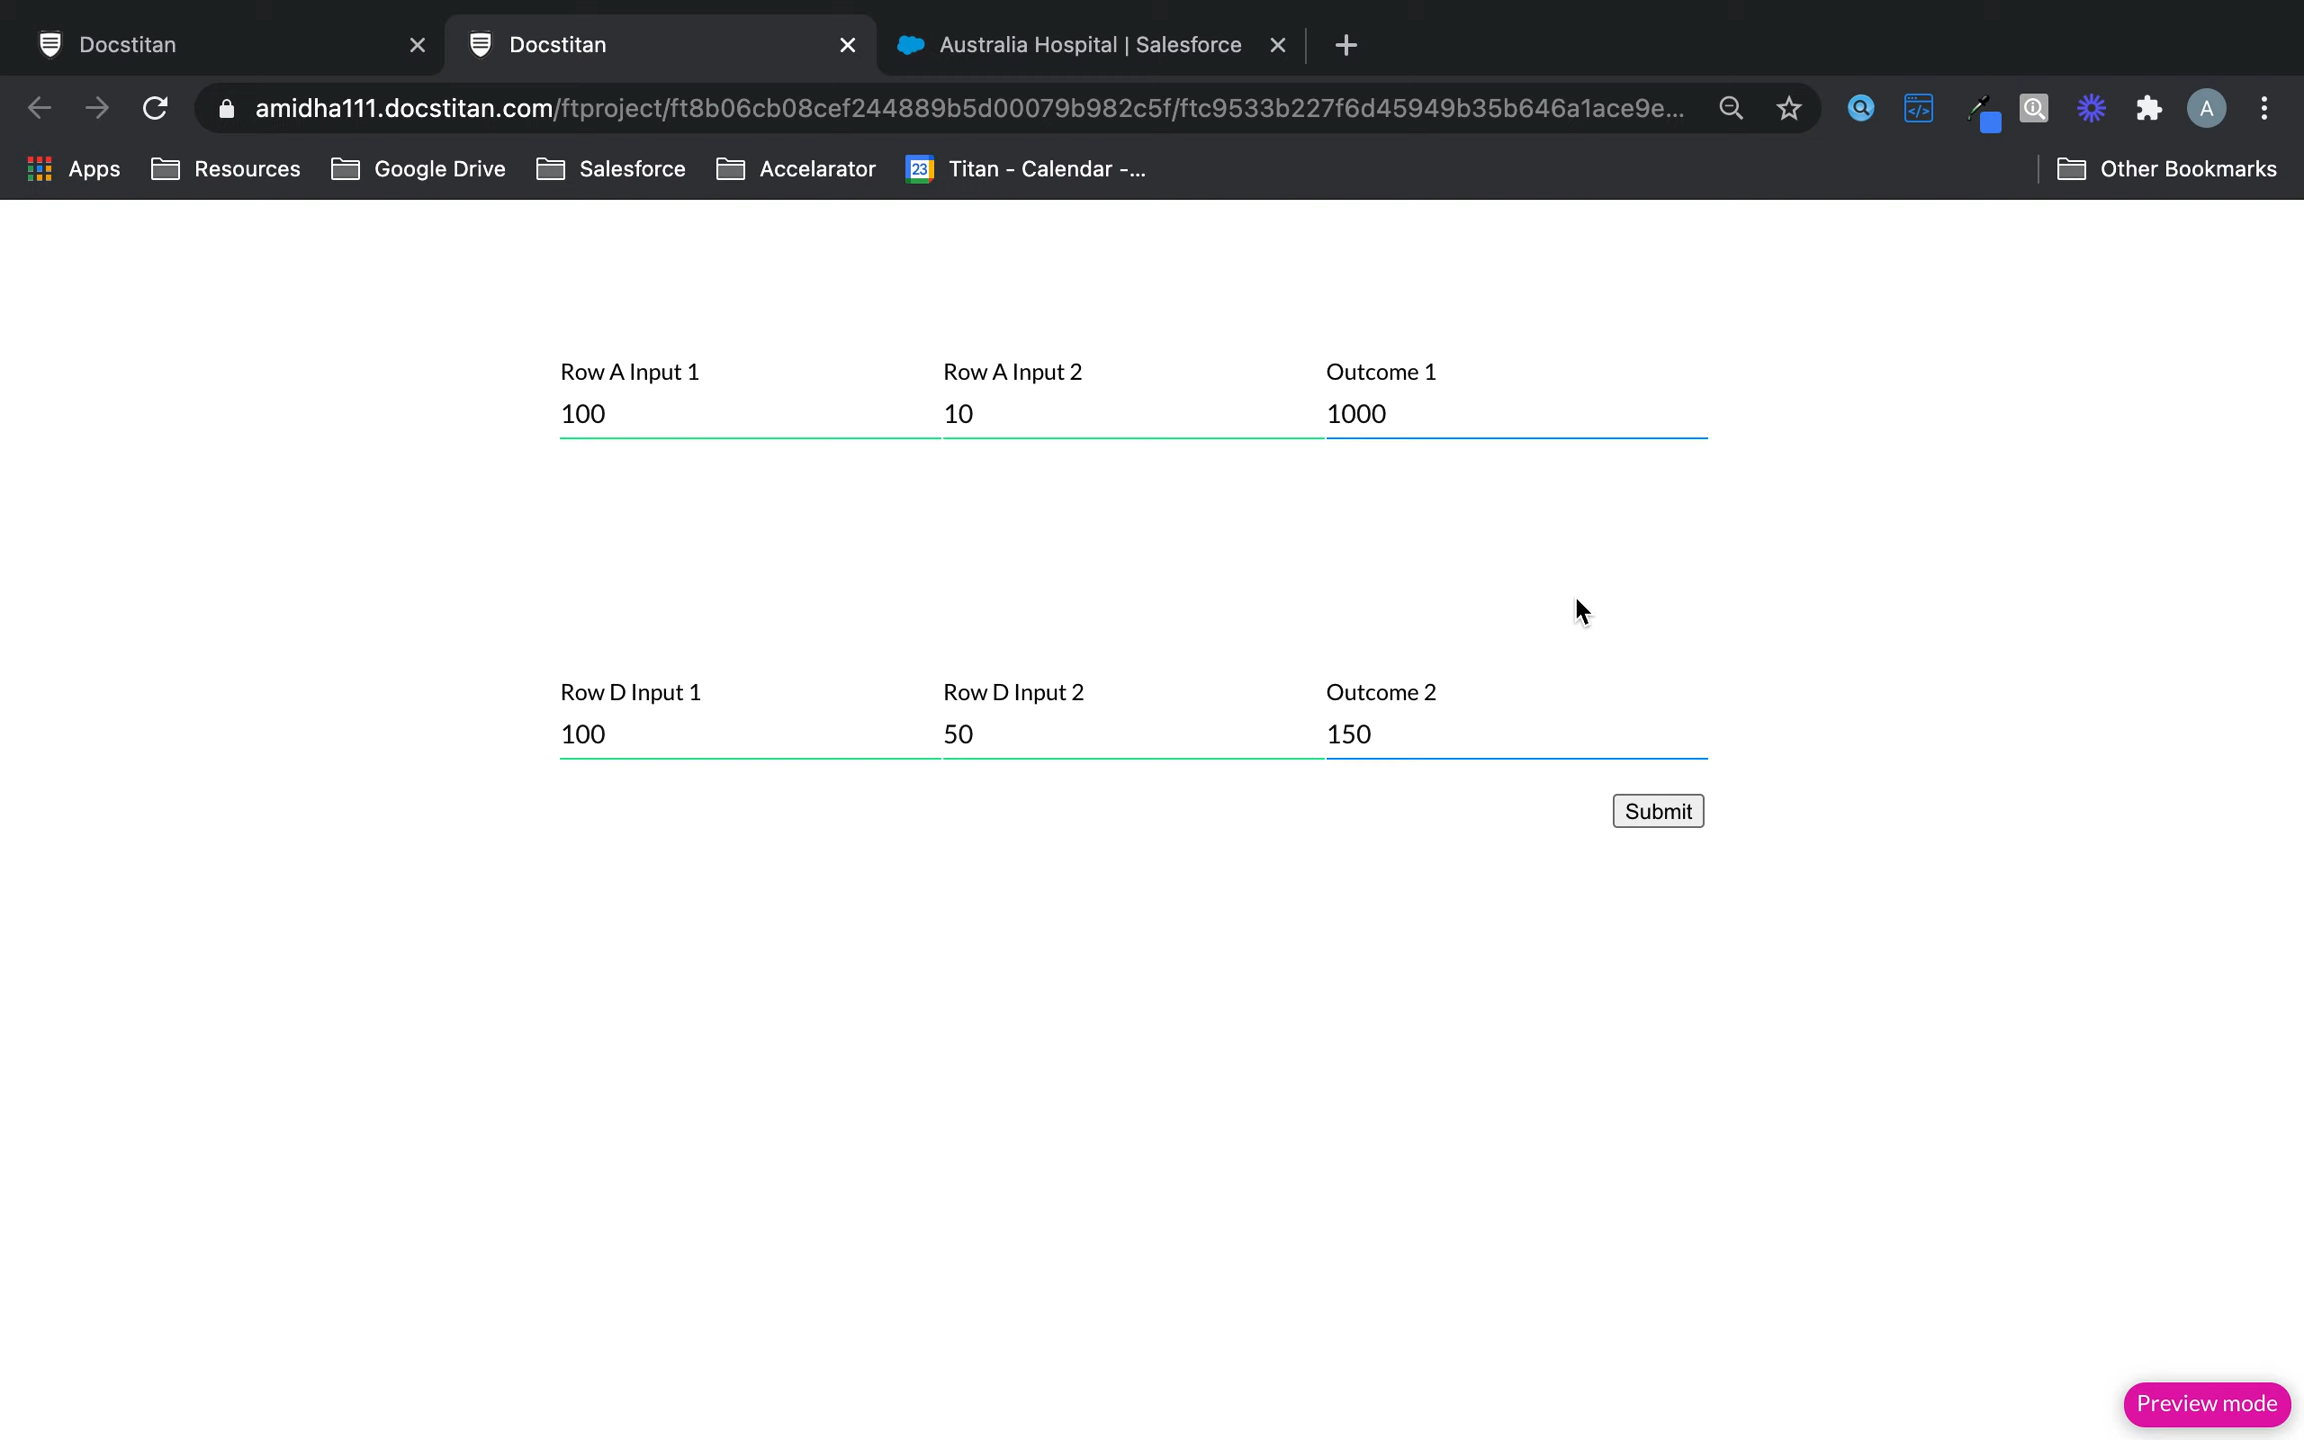 Docstitan
Docstitan
Australia Hospital | Salesforce
amidha111.docstitan.com/ftproject/ft8b06cb08cef244889b5d00079b982c5f/ftc9533b227f6d45949b35b646a1ace9e...
A
Apps
Resources
Google Drive
Salesforce
Accelarator
23
Titan - Calendar -...
Other Bookmarks
Row A Input 1
Row A Input 2
Outcome 1
100
10
1000
Row D Input 1
Row D Input 2
Outcome 2
100
50
150
Submit
Preview mode